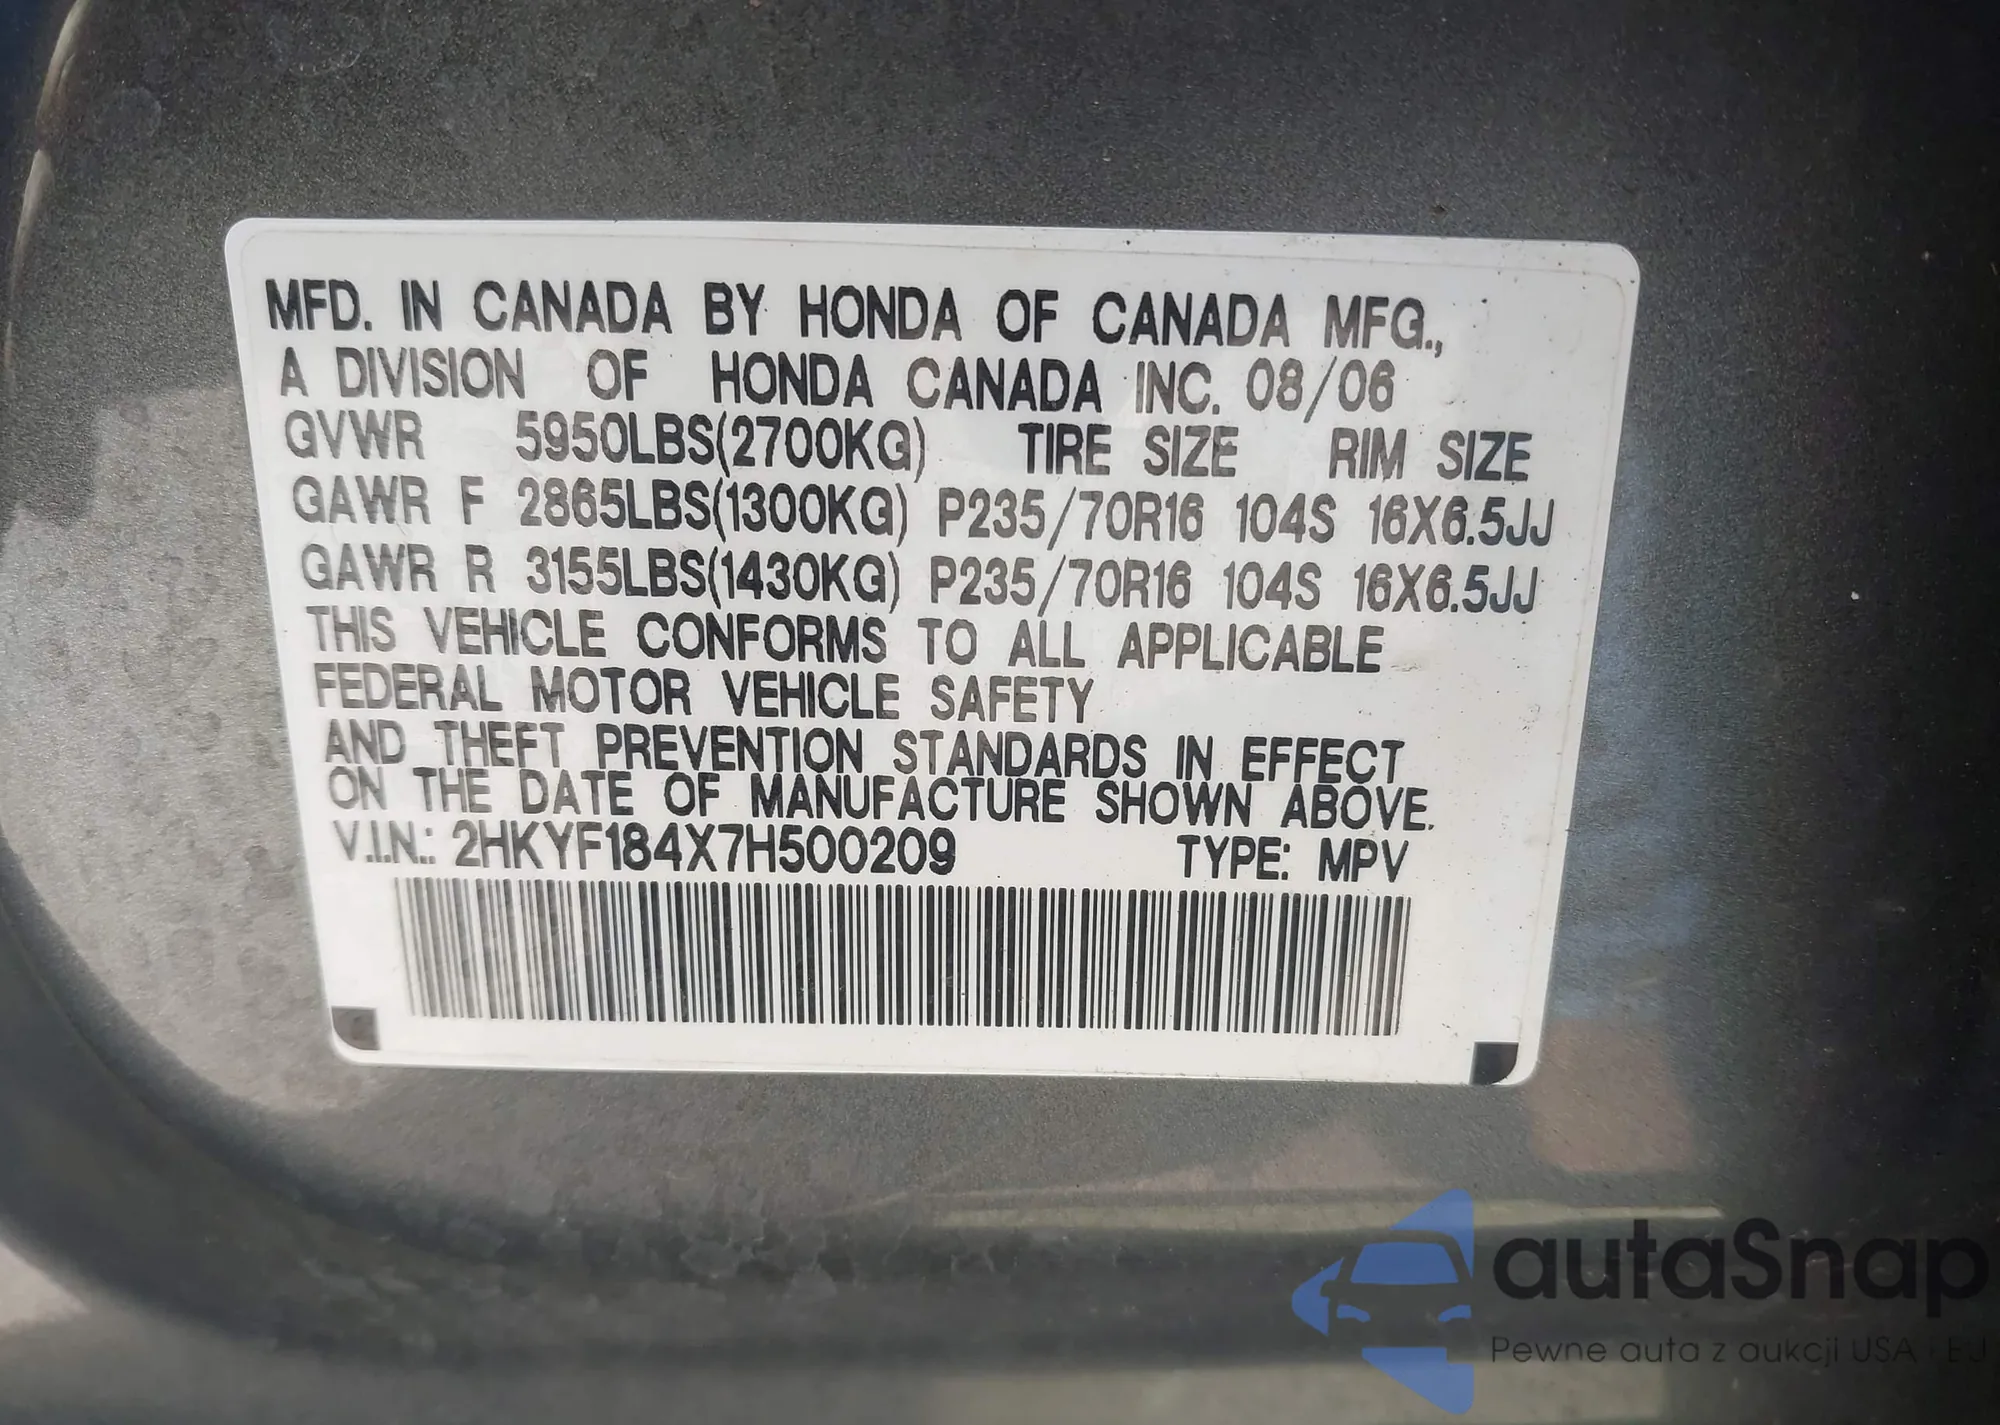 MFD. IN CANADA BY HONDA OF CANADA MFG.,
A DIVISION OF HONDA CANADA INC. 08/06
GVWR 5950LBS(2700KG) TIRE SIZE RIM SIZE
GAWR F 2865LBS(1300KG) P235/70R16 104S 16X6.5JJ
GAWR R 3155LBS(1430KG) P235/70R16 104S 16X6.5JJ
THIS VEHICLE CONFORMS TO ALL APPLICABLE
FEDERAL MOTOR VEHICLE SAFETY
AND THEFT PREVENTION STANDARDS IN EFFECT
ON THE DATE OF MANUFACTURE SHOWN ABOVE.
V.I.N.: 2HKYF184X7H500209 TYPE: MPV
autaSnap
Pewne auta z aukcji USA i EU